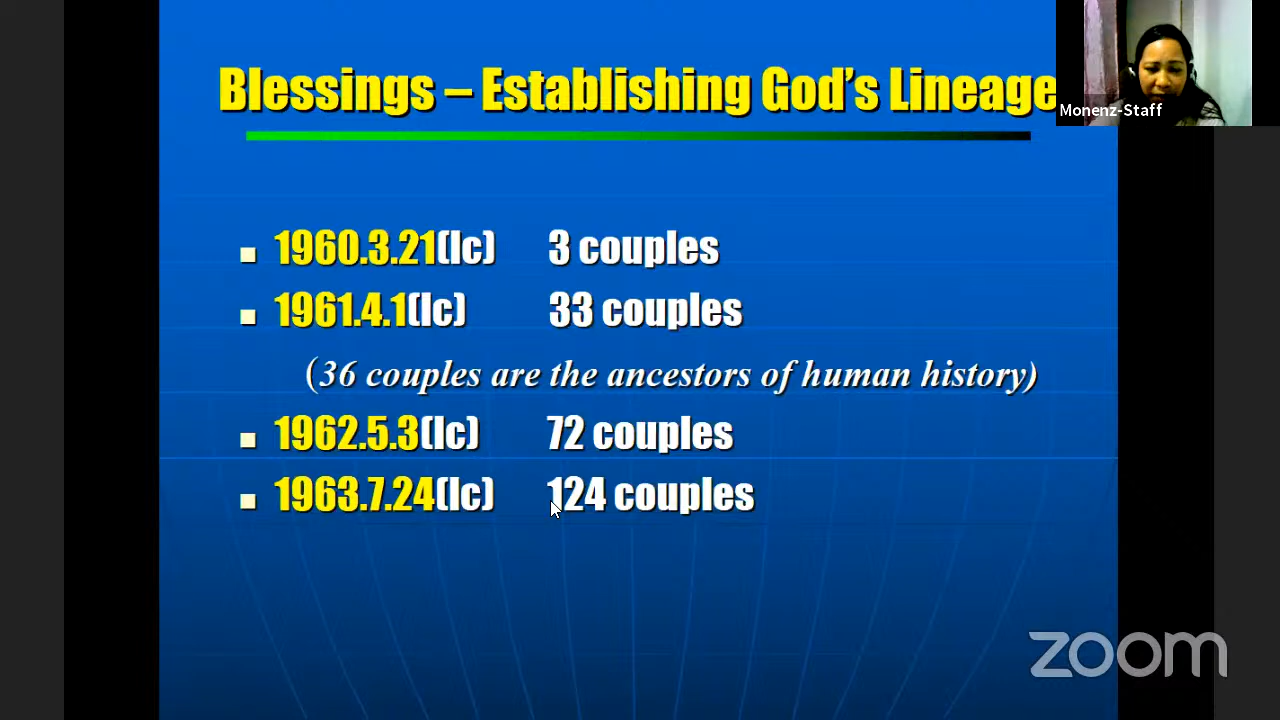 Blessings – Establishing God’s Lineage
Monenz-Staff
1960.3.21(lc) 3 couples
1961.4.1(lc) 33 couples
(36 couples are the ancestors of human history)
1962.5.3(lc) 72 couples
1963.7.24(lc) 124 couples
zoom